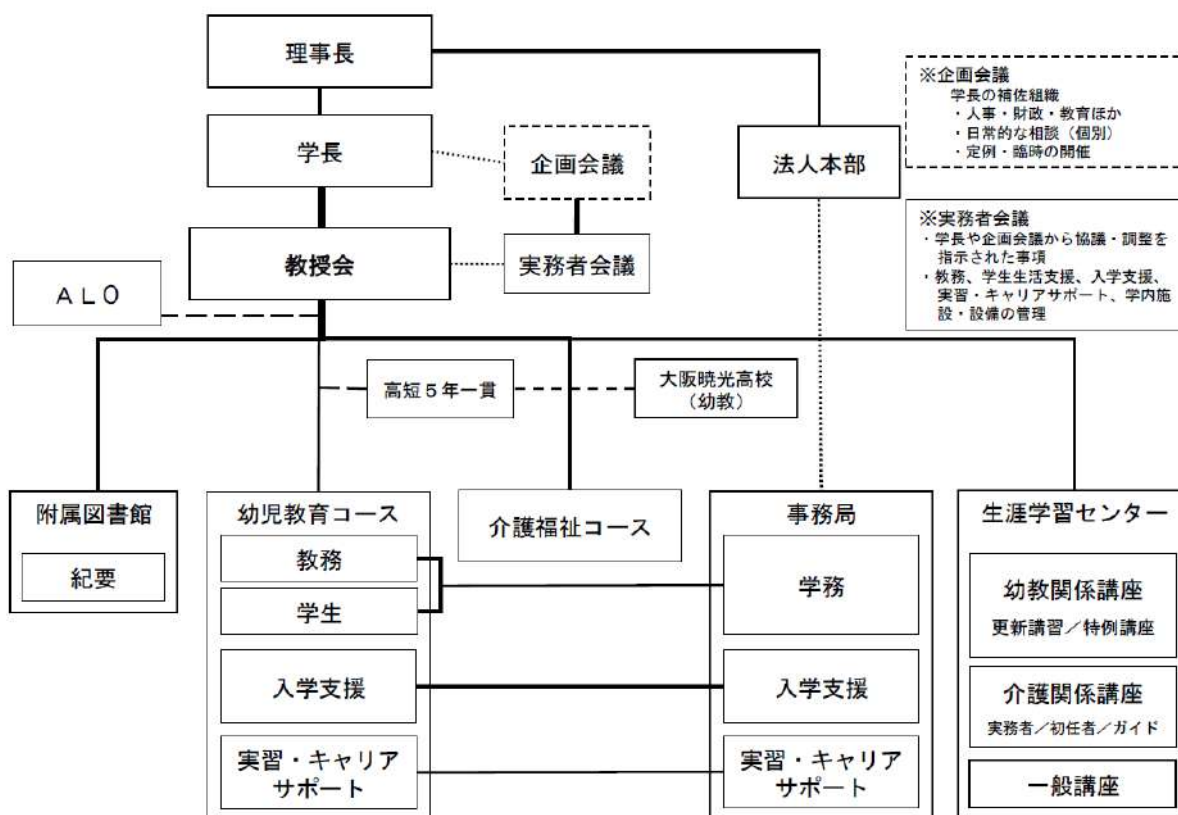 理事長
※企画会議
学長の補佐組織
・人事・財政・教育ほか
・日常的な相談（個別）
・定例・臨時の開催
学長
企画会議
法人本部
教授会
実務者会議
※実務者会議
・学長や企画会議から協議・調整を
指示された事項
・教務、学生生活支援、入学支援、
実習・キャリアサポート、学内施
設・設備の管理
ＡＬＯ
高短５年一貫
大阪暁光高校
（幼教）
附属図書館
紀要
幼児教育コース
教務
学生
入学支援
実習・キャリア
サポート
介護福祉コース
事務局
学務
入学支援
実習・キャリア
サポート
生涯学習センター
幼教関係講座
更新講習／特例講座
介護関係講座
実務者／初任者／ガイド
一般講座